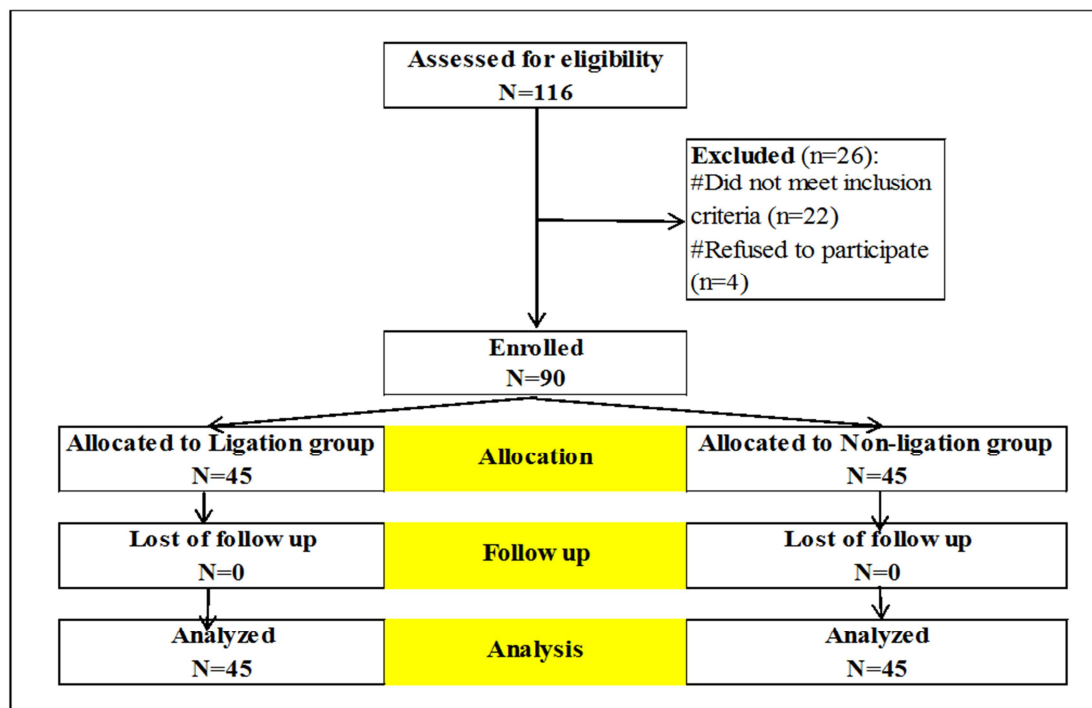 Assessed for eligibility
N=116
Excluded (n=26):
#Did not meet inclusion
criteria (n=22)
#Refused to participate
(n=4)
Enrolled
N=90
Allocated to Ligation group
N=45
Allocation
Allocated to Non-ligation group
N=45
Lost of follow up
N=0
Follow up
Lost of follow up
N=0
Analyzed
N=45
Analysis
Analyzed
N=45